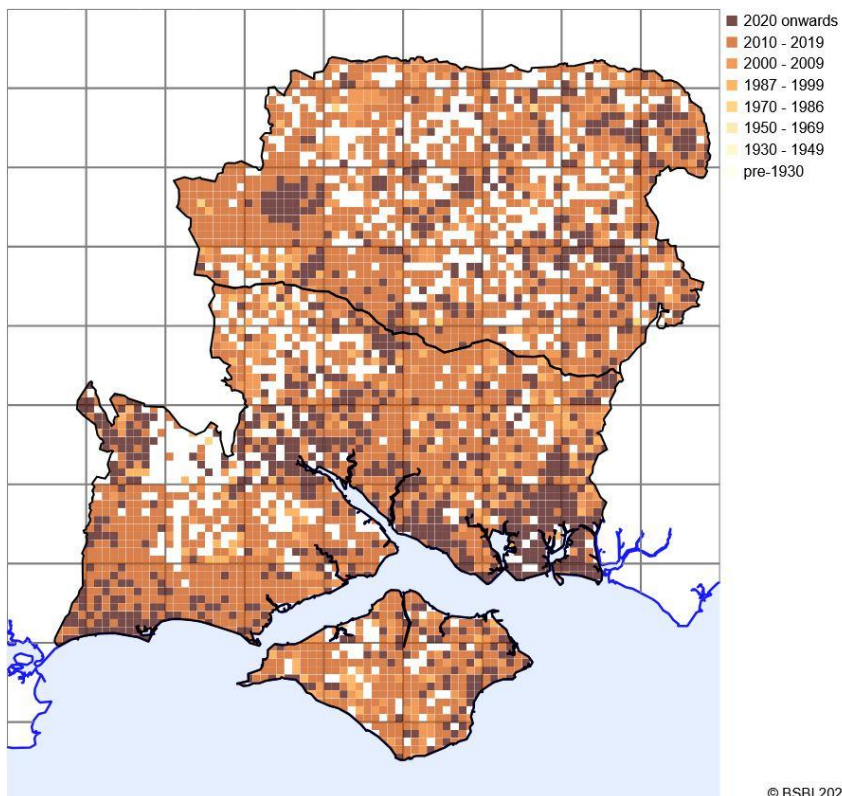 2020 onwards
2010 - 2019
2000 - 2009
1987 - 1999
1970 - 1986
1950 - 1969
1930 - 1949
pre-1930
© BSBI 202